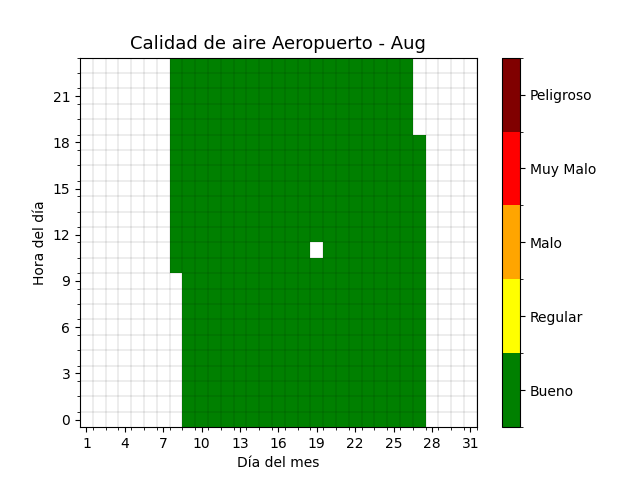 Calidad de aire Aeropuerto - Aug
Hora del día
21
18
15
12
9
6
3
0
1 4 7 10 13 16 19 22 25 28 31
Día del mes
Peligroso
Muy Malo
Malo
Regular
Bueno